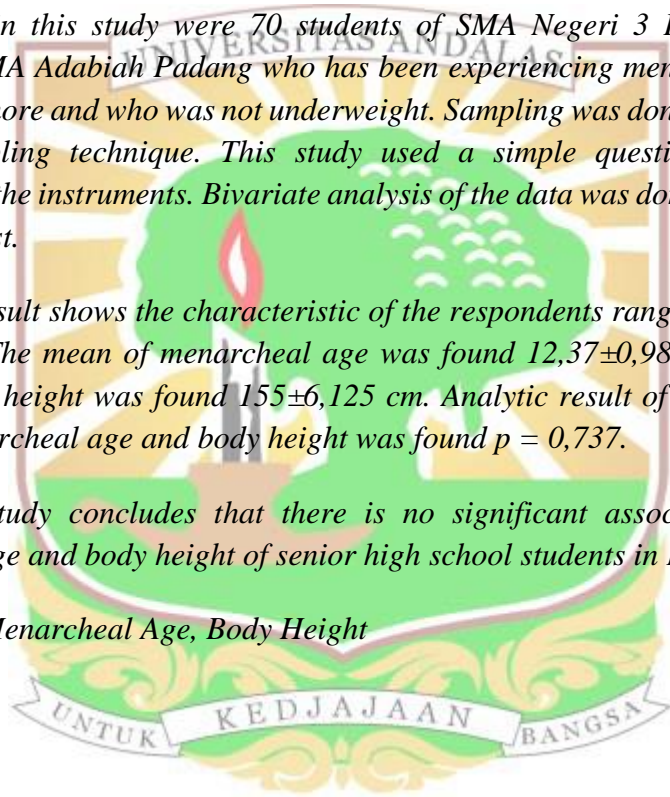 n this study were 70 students of SMA Negeri 3
UNIVERSITAS ANDALAS
MA Adabiah Padang who has been experiencing men
ore and who was not underweight. Sampling was don
ling technique. This study used a simple questi
he instruments. Bivariate analysis of the data was do
st.
sult shows the characteristic of the respondents rang
The mean of menarcheal age was found 12,37±0,98
height was found 155±6,125 cm. Analytic result of
rcheal age and body height was found p = 0,737.
tudy concludes that there is no significant assoc
ge and body height of senior high school students in
Menarcheal Age, Body Height
UNTUK KEDJAJAAN BANGSA